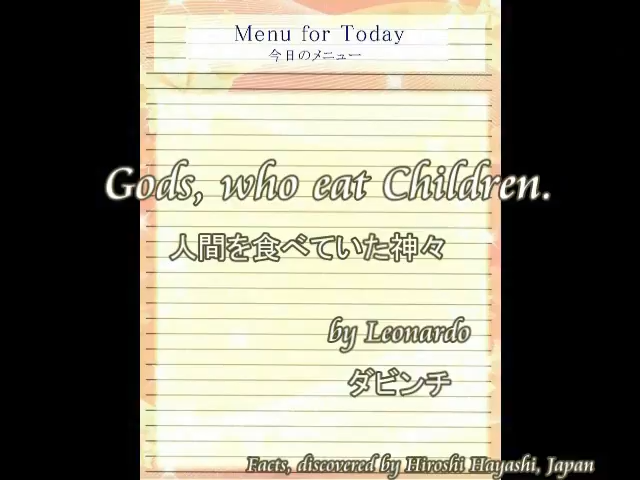 Menu for Today
今日のメニュー
Gods, who eat Children.
人間を食べていた神々
by Leonardo
ダビンチ
Facts, discovered by Hiroshi Hayashi, Japan